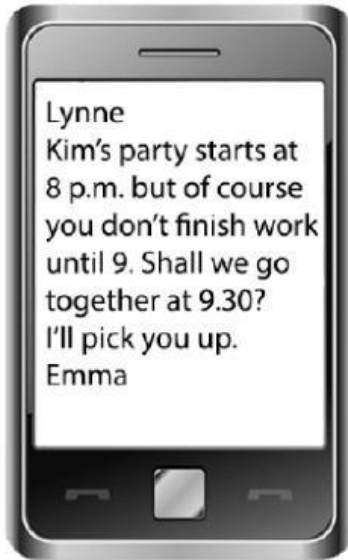 Lynne
Kim's party starts at
8 p.m. but of course
you don't finish work
until 9. Shall we go
together at 9.30?
I'll pick you up.
Emma